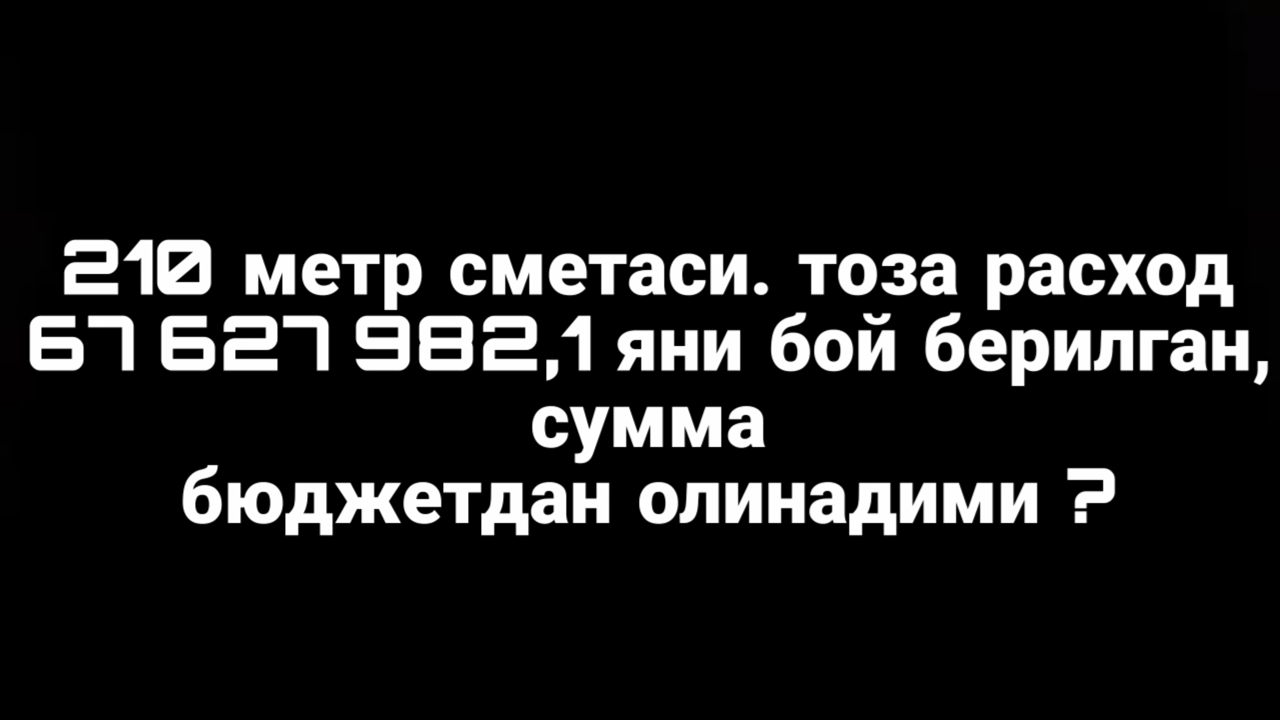 210 метр сметаси. тоза расход
67 627 982,1 яни бой берилган,
сумма
бюджетдан олинадими ?